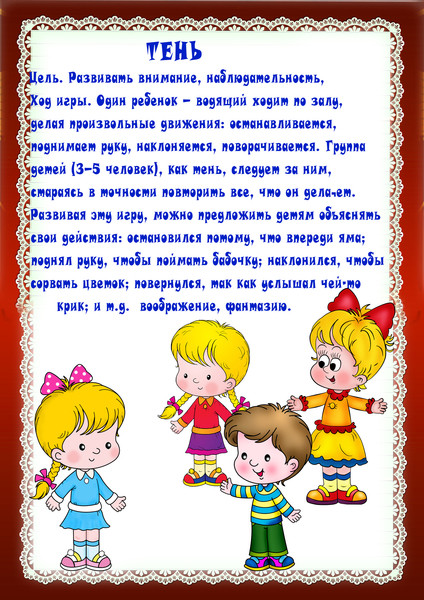 ТЕНЬ
Цель. Развивать внимание, наблюдательность,
Ход игры. Один ребенок – водящий ходит по залу,
делая произвольные движения: останавливается,
поднимает руку, наклоняется, поворачивается. Группа
детей (3–5 человек), как тень, следует за ним,
стараясь в точности повторить все, что он делает.
Развивая эту игру, можно предложить детям объяснять
свои действия: остановился потому, что впереди яма;
поднял руку, чтобы поймать бабочку; наклонился, чтобы
сорвать цветок; повернулся, так как услышал чей-то
крик; и т.д. воображение, фантазию.